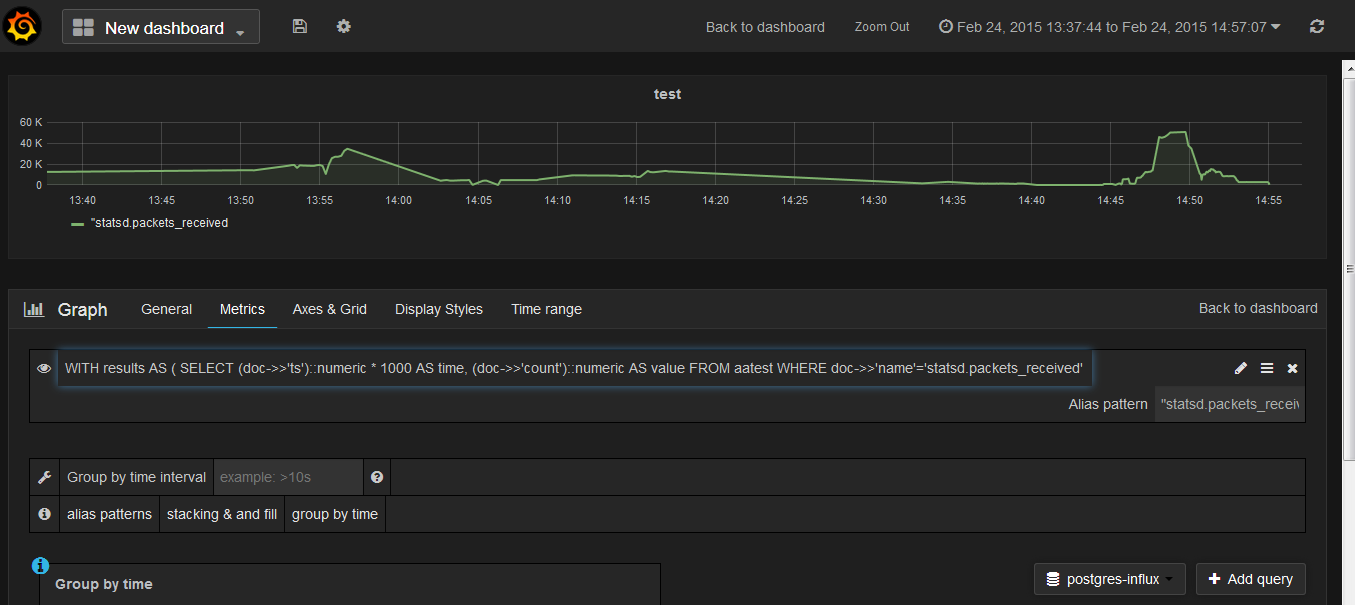 New dashboard
Back to dashboard
Zoom Out
Feb 24, 2015 13:37:44 to Feb 24, 2015 14:57:07
test
60 K
40 K
20 K
0
13:40 13:45 13:50 13:55 14:00 14:05 14:10 14:15 14:20 14:25 14:30 14:35 14:40 14:45 14:50 14:55
"statsd.packets_received
Graph General Metrics Axes & Grid Display Styles Time range Back to dashboard
WITH results AS ( SELECT (doc->>'ts')::numeric * 1000 AS time, (doc->>'count')::numeric AS value FROM aatest WHERE doc->>'name'='statsd.packets_received'
Alias pattern "statsd.packets_receiv
Group by time interval example: >10s
alias patterns stacking & and fill group by time
Group by time
postgres-influx Add query